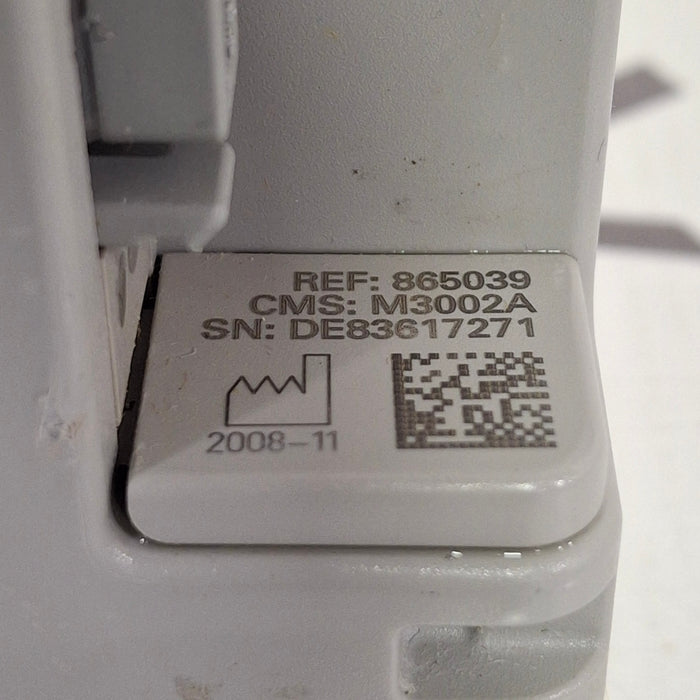 REF: 865039
CMS: M3002A
SN: DE83617271
2008-11